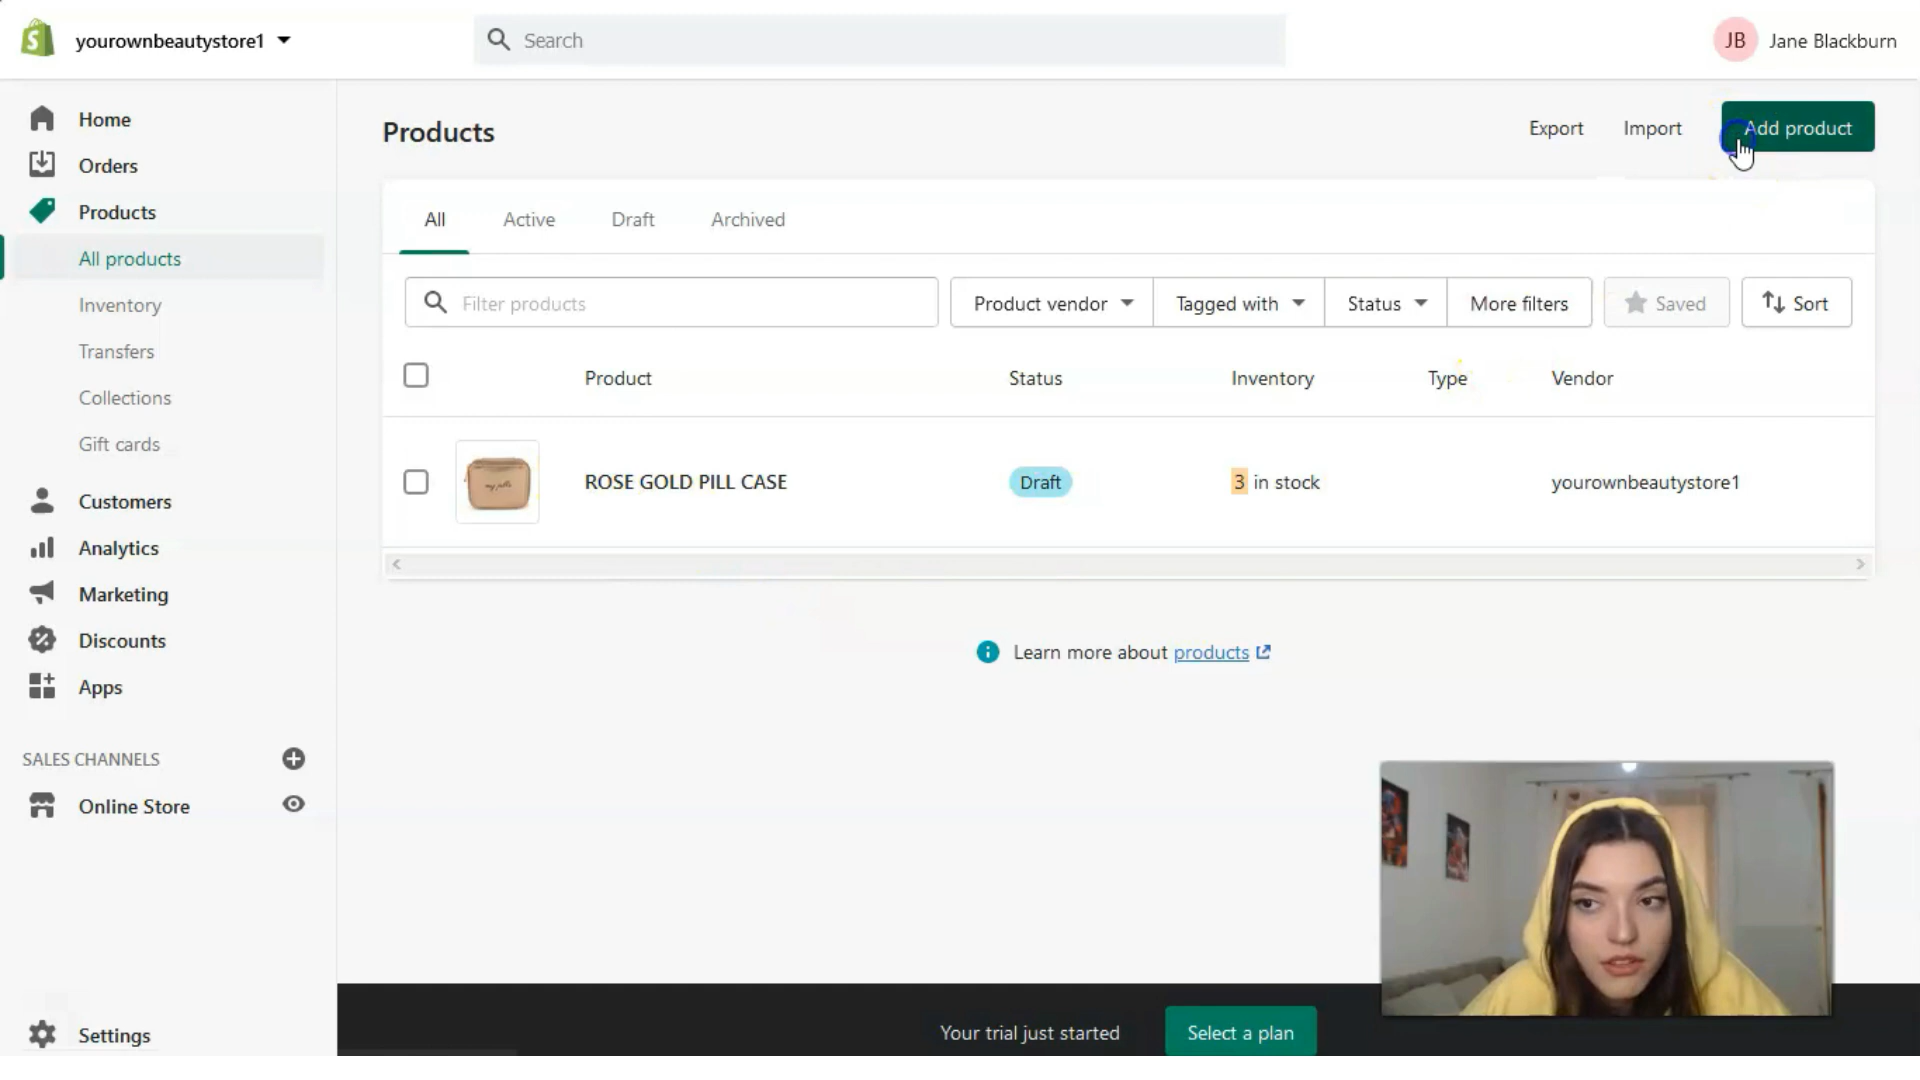 yourownbeautystore1
Search
JB
Jane Blackburn
Home
Orders
Products
All products
Inventory
Transfers
Collections
Gift cards
Customers
Analytics
Marketing
Discounts
Apps
SALES CHANNELS
Online Store
Settings
Products
Export
Import
Add product
All
Active
Draft
Archived
Filter products
Product vendor
Tagged with
Status
More filters
Saved
Sort
Product
Status
Inventory
Type
Vendor
my pills
ROSE GOLD PILL CASE
Draft
3 in stock
yourownbeautystore1
Learn more about products
Your trial just started
Select a plan